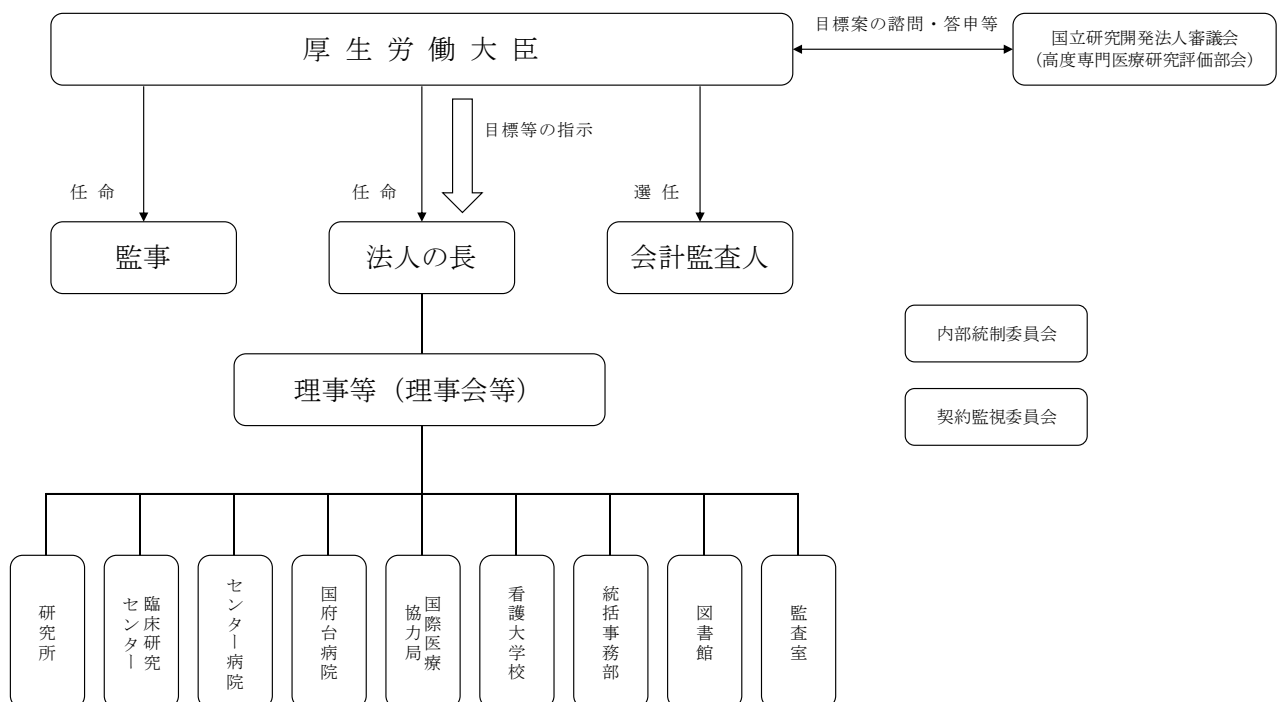 厚生労働大臣
目標案の諮問・答申等
国立研究開発法人審議会
(高度専門医療研究評価部会)
目標等の指示
任命
任命
選任
監事
法人の長
会計監査人
内部統制委員会
理事等(理事会等)
契約監視委員会
研究所
臨床研究
センター
センター病院
国府台病院
国際医療
協力局
看護大学校
統括事務部
図書館
監査室